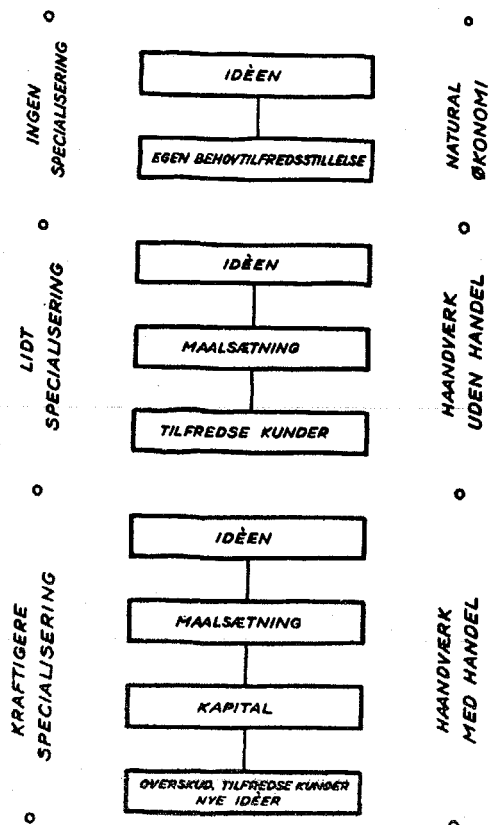 INGEN
SPECIALISERING
IDÈEN
EGEN BEHOVTILFREDSSTILLELSE
NATURAL
ØKONOMI
LIDT
SPECIALISERING
IDÈEN
MAALSÆTNING
TILFREDSE KUNDER
HAANDVÆRK
UDEN HANDEL
KRAFTIGERE
SPECIALISERING
IDÈEN
MAALSÆTNING
KAPITAL
OVERSKUD, TILFREDSE KUNDER
NYE IDÈER
HAANDVÆRK
MED HANDEL